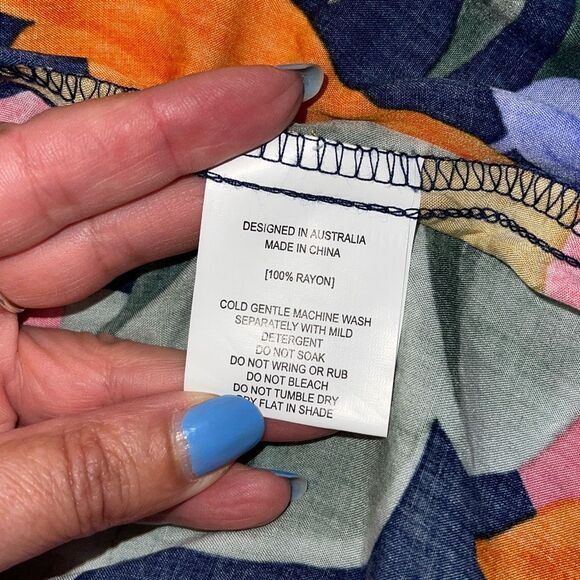 DESIGNED IN AUSTRALIA
MADE IN CHINA
[100% RAYON]
COLD GENTLE MACHINE WASH
SEPARATELY WITH MILD
DETERGENT
DO NOT SOAK
DO NOT WRING OR RUB
DO NOT BLEACH
DO NOT TUMBLE DRY
DRY FLAT IN SHADE